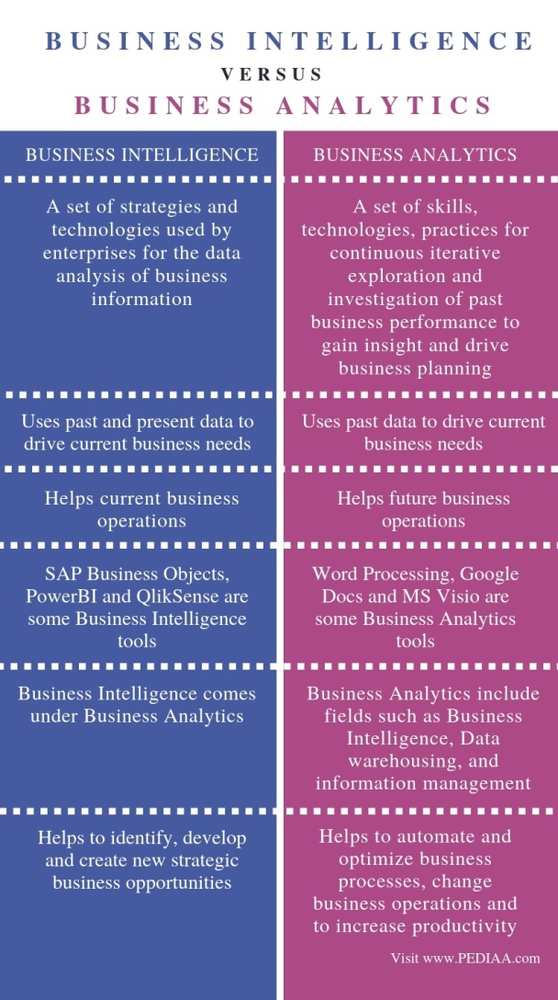 BUSINESS INTELLIGENCE
VERSUS
BUSINESS ANALYTICS
BUSINESS INTELLIGENCE
A set of strategies and
technologies used by
enterprises for the data
analysis of business
information
Uses past and present data to
drive current business needs
Helps current business
operations
SAP Business Objects,
PowerBI and QlikSense are
some Business Intelligence
tools
Business Intelligence comes
under Business Analytics
Helps to identify, develop
and create new strategic
business opportunities
BUSINESS ANALYTICS
A set of skills,
technologies, practices for
continuous iterative
exploration and
investigation of past
business performance to
gain insight and drive
business planning
Uses past data to drive current
business needs
Helps future business
operations
Word Processing, Google
Docs and MS Visio are
some Business Analytics
tools
Business Analytics include
fields such as Business
Intelligence, Data
warehousing, and
information management
Helps to automate and
optimize business
processes, change
business operations and
to increase productivity
Visit www.PEDIAA.com